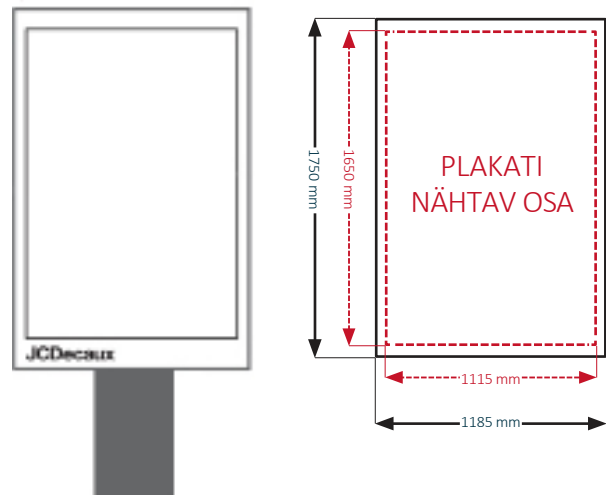 JCDecaux
1750 mm
1650 mm
PLAKATI
NÄHTAV OSA
1115 mm
1185 mm